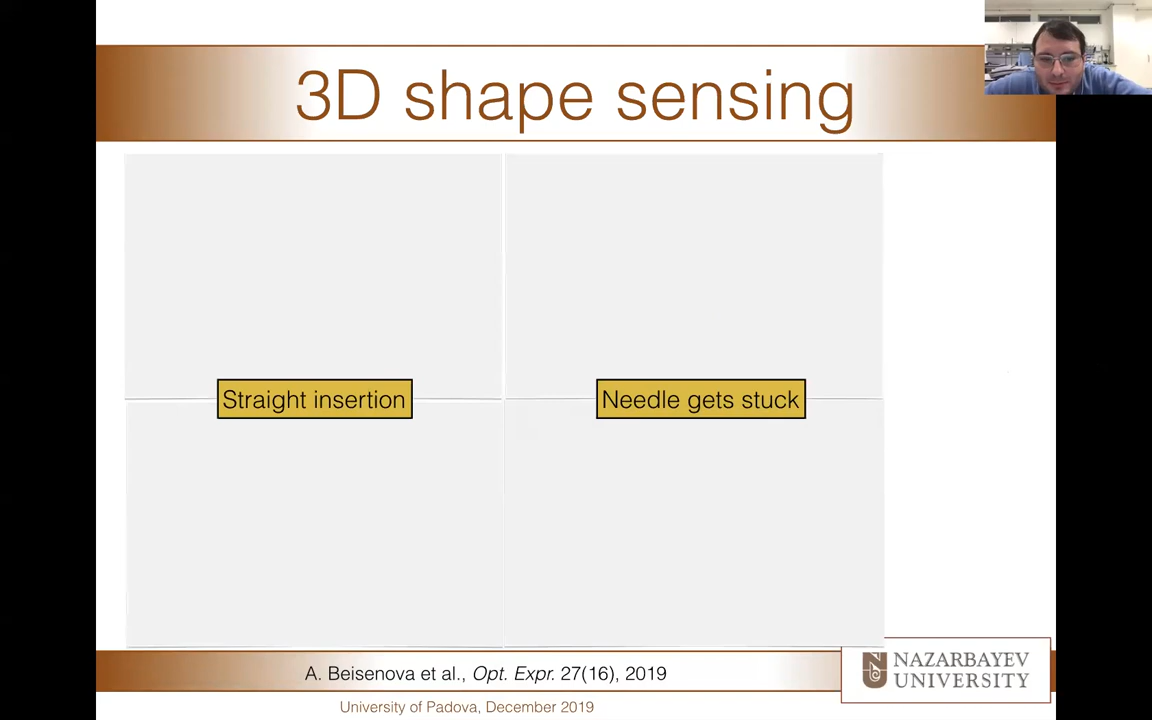 3D shape sensing
Straight insertion
Needle gets stuck
A. Beisenova et al., Opt. Expr. 27(16), 2019
NAZARBAYEV
UNIVERSITY
University of Padova, December 2019